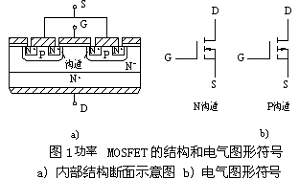 S
G
N⁺ P N⁺ N⁺ P N⁺
沟道
N⁻
N⁺
D
a)
D
G
S
N沟道
D
G
S
P沟道
b)
图1功率 MOSFET的结构和电气图形符号
a) 内部结构断面示意图 b) 电气图形符号